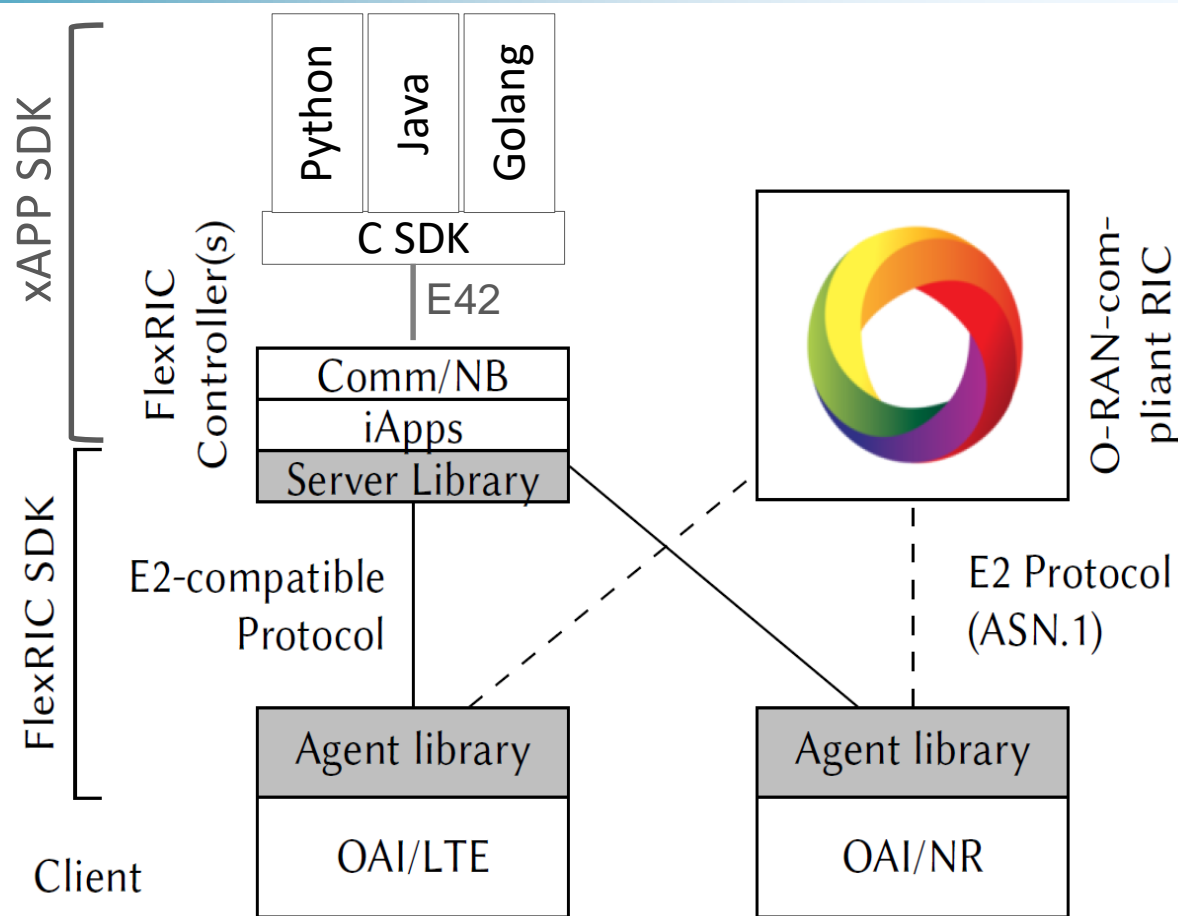 xAPP SDK
Python
Java
Golang
C SDK
E42
FlexRIC
Controller(s)
Comm/NB
iApps
Server Library
O-RAN-com-
pliant RIC
FlexRIC SDK
E2-compatible
Protocol
E2 Protocol
(ASN.1)
Agent library
Agent library
OAI/LTE
OAI/NR
Client